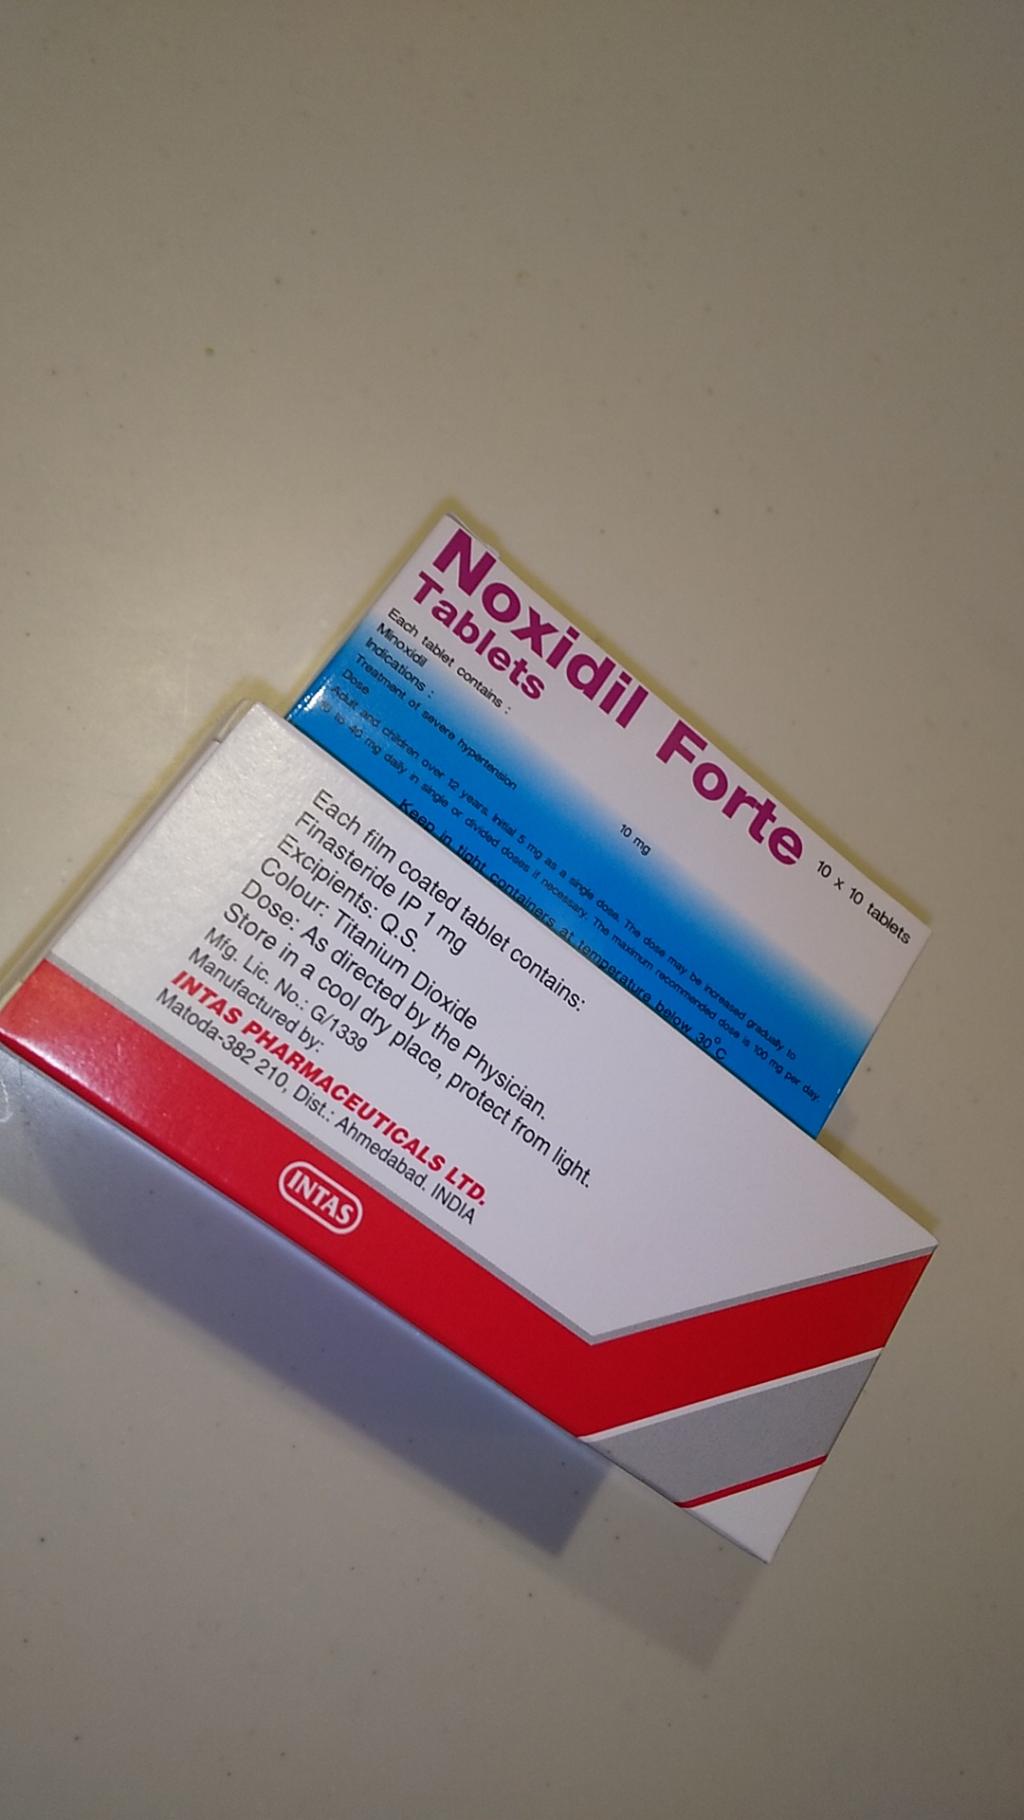 Noxidil Forte
Tablets
10 x 10 tablets
Each tablet contains :
Minoxidil 10 mg
Indications :
Treatment of severe hypertension
Dose
Adult and children over 12 years. Initial 5 mg as a single dose. The dose may be increased gradually to
to 40 mg daily in single or divided doses if necessary. The maximum recommended dose is 100 mg per day.
Keep in tight containers at temperature below 30°C
Each film coated tablet contains:
Finasteride IP 1 mg
Excipients: Q.S.
Colour: Titanium Dioxide
Dose: As directed by the Physician.
Store in a cool dry place, protect from light.
Mfg. Lic. No.: G/1339
Manufactured by:
INTAS PHARMACEUTICALS LTD.
Matoda-382 210, Dist.: Ahmedabad. INDIA
INTAS